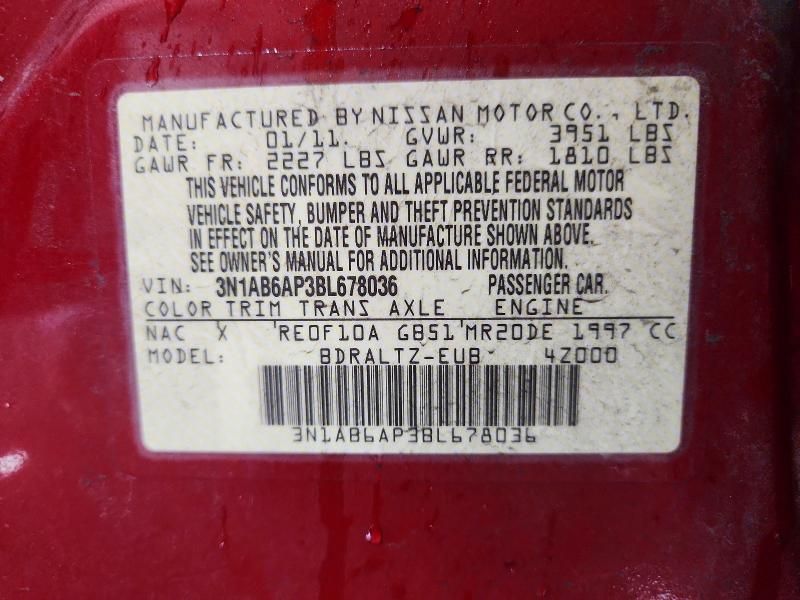 MANUFACTURED BY NISSAN MOTOR CO., LTD.
DATE: 01/11. GVWR: 3951 LBS
GAWR FR: 2227 LBS GAWR RR: 1810 LBS
THIS VEHICLE CONFORMS TO ALL APPLICABLE FEDERAL MOTOR
VEHICLE SAFETY, BUMPER AND THEFT PREVENTION STANDARDS
IN EFFECT ON THE DATE OF MANUFACTURE SHOWN ABOVE.
SEE OWNER'S MANUAL FOR ADDITIONAL INFORMATION.
VIN: 3N1AB6AP3BL678036 PASSENGER CAR.
COLOR TRIM TRANS AXLE ENGINE
NAC X RE0F10A GB51 MR20DE 1997 CC
MODEL: BDRALTZ-EUB 4Z000
3N1AB6AP3BL678036